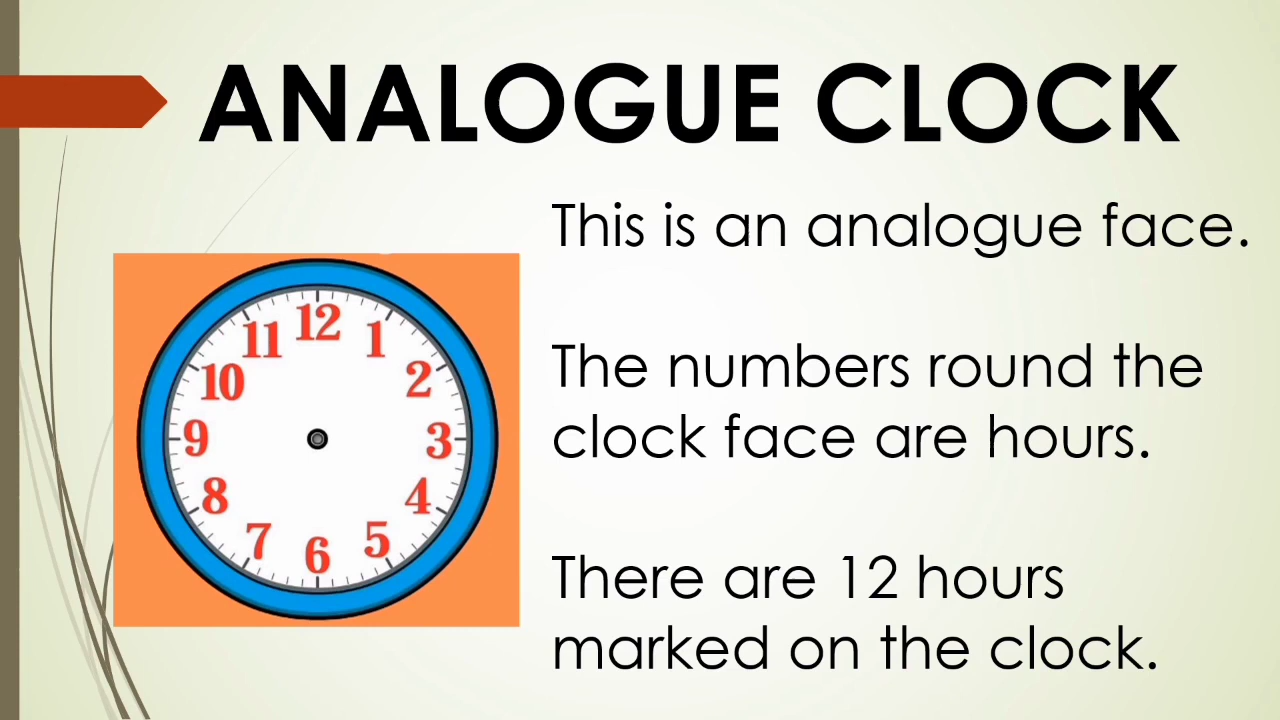 ANALOGUE CLOCK
This is an analogue face.
12
11
1
10
2
9
3
8
4
7
5
6
The numbers round the
clock face are hours.
There are 12 hours
marked on the clock.